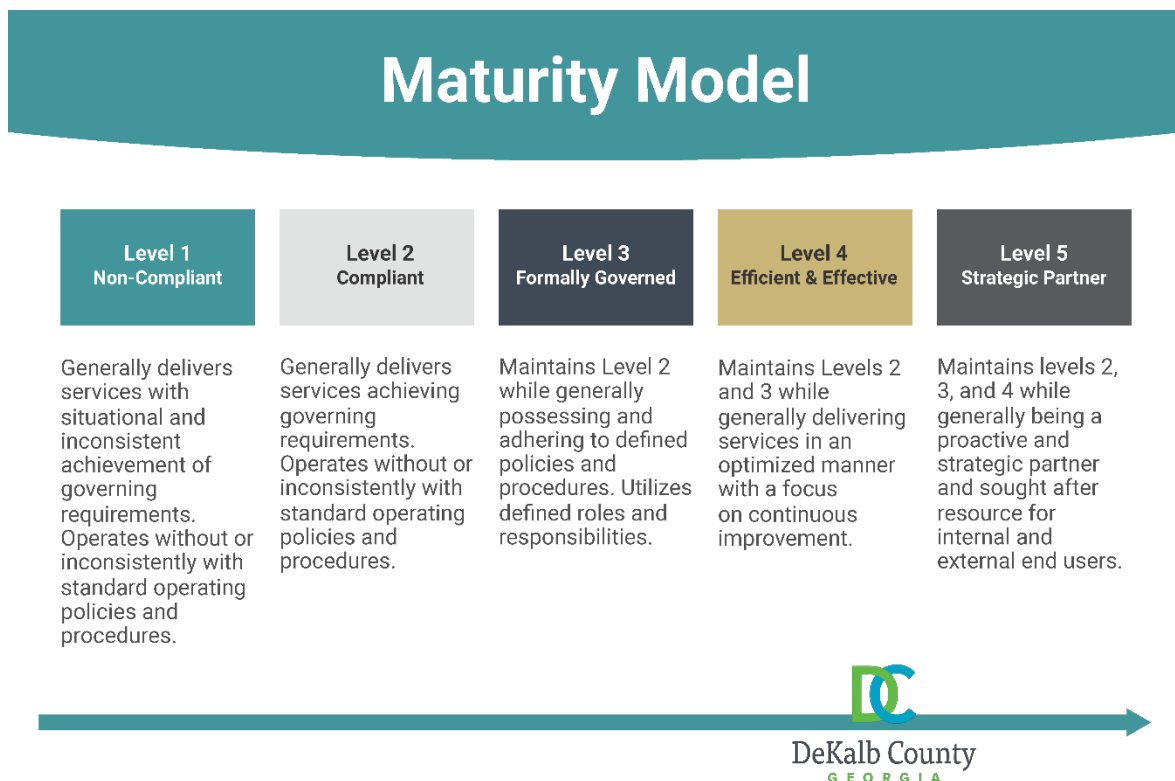 Maturity Model
Level 1
Non-Compliant
Generally delivers
services with
situational and
inconsistent
achievement of
governing
requirements.
Operates without or
inconsistently with
standard operating
policies and
procedures.
Level 2
Compliant
Generally delivers
services achieving
governing
requirements.
Operates without or
inconsistently with
standard operating
policies and
procedures.
Level 3
Formally Governed
Maintains Level 2
while generally
possessing and
adhering to defined
policies and
procedures. Utilizes
defined roles and
responsibilities.
Level 4
Efficient & Effective
Maintains Levels 2
and 3 while
generally delivering
services in an
optimized manner
with a focus
on continuous
improvement.
Level 5
Strategic Partner
Maintains levels 2,
3, and 4 while
generally being a
proactive and
strategic partner
and sought after
resource for
internal and
external end users.
DC
DeKalb County
GEORGIA